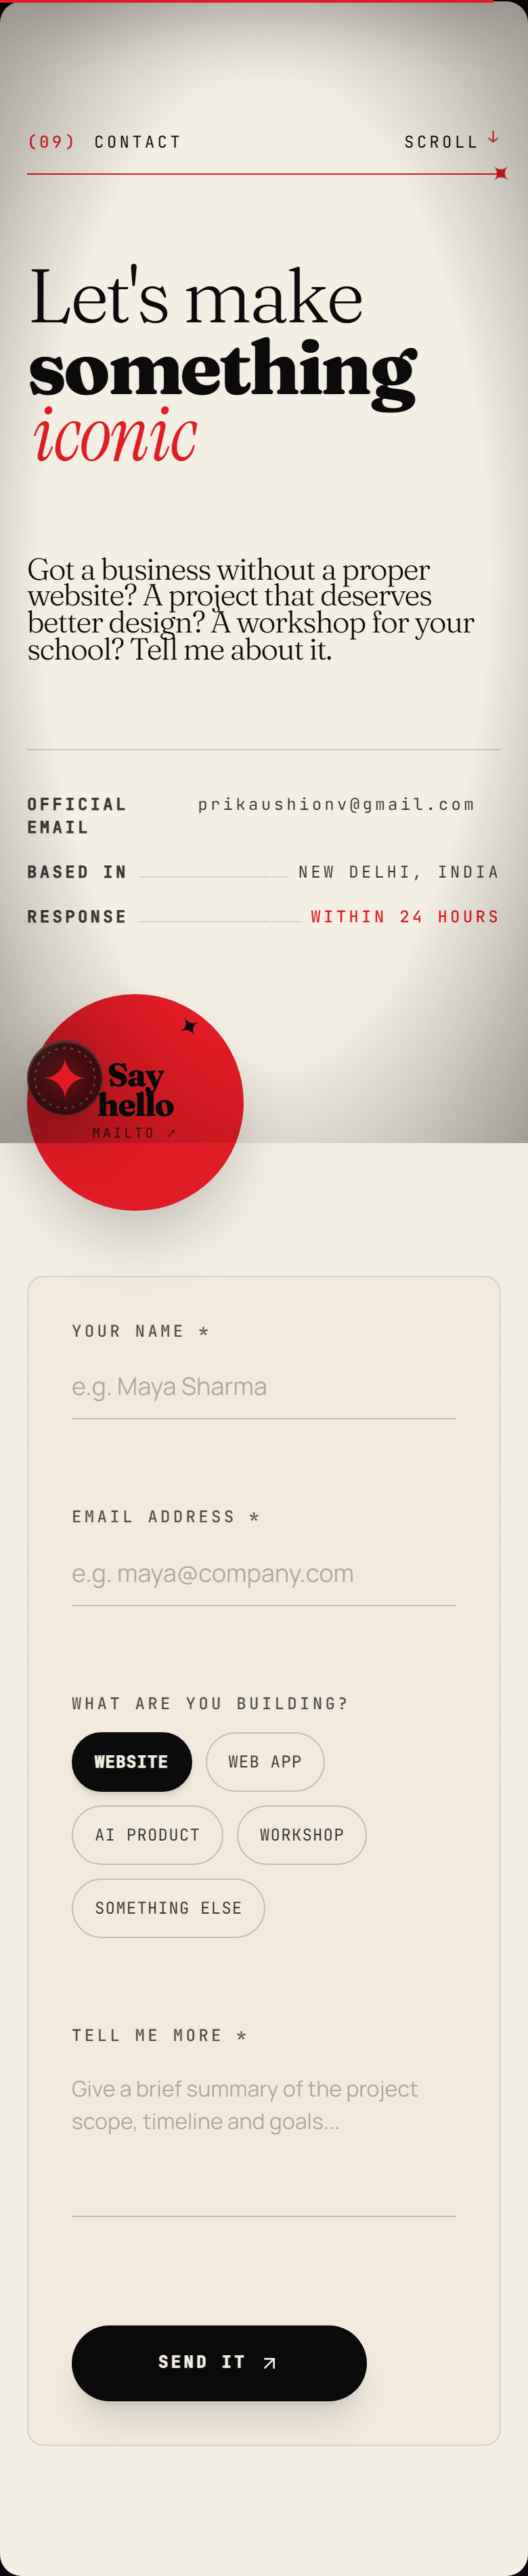 (09) CONTACT SCROLL ↓
Let's make
something
iconic
Got a business without a proper
website? A project that deserves
better design? A workshop for your
school? Tell me about it.
OFFICIAL EMAIL prikaushionv@gmail.com
BASED IN NEW DELHI, INDIA
RESPONSE WITHIN 24 HOURS
Say
hello
MAILTO ↗
YOUR NAME *
e.g. Maya Sharma
EMAIL ADDRESS *
e.g. maya@company.com
WHAT ARE YOU BUILDING?
WEBSITE WEB APP
AI PRODUCT WORKSHOP
SOMETHING ELSE
TELL ME MORE *
Give a brief summary of the project
scope, timeline and goals...
SEND IT ↗